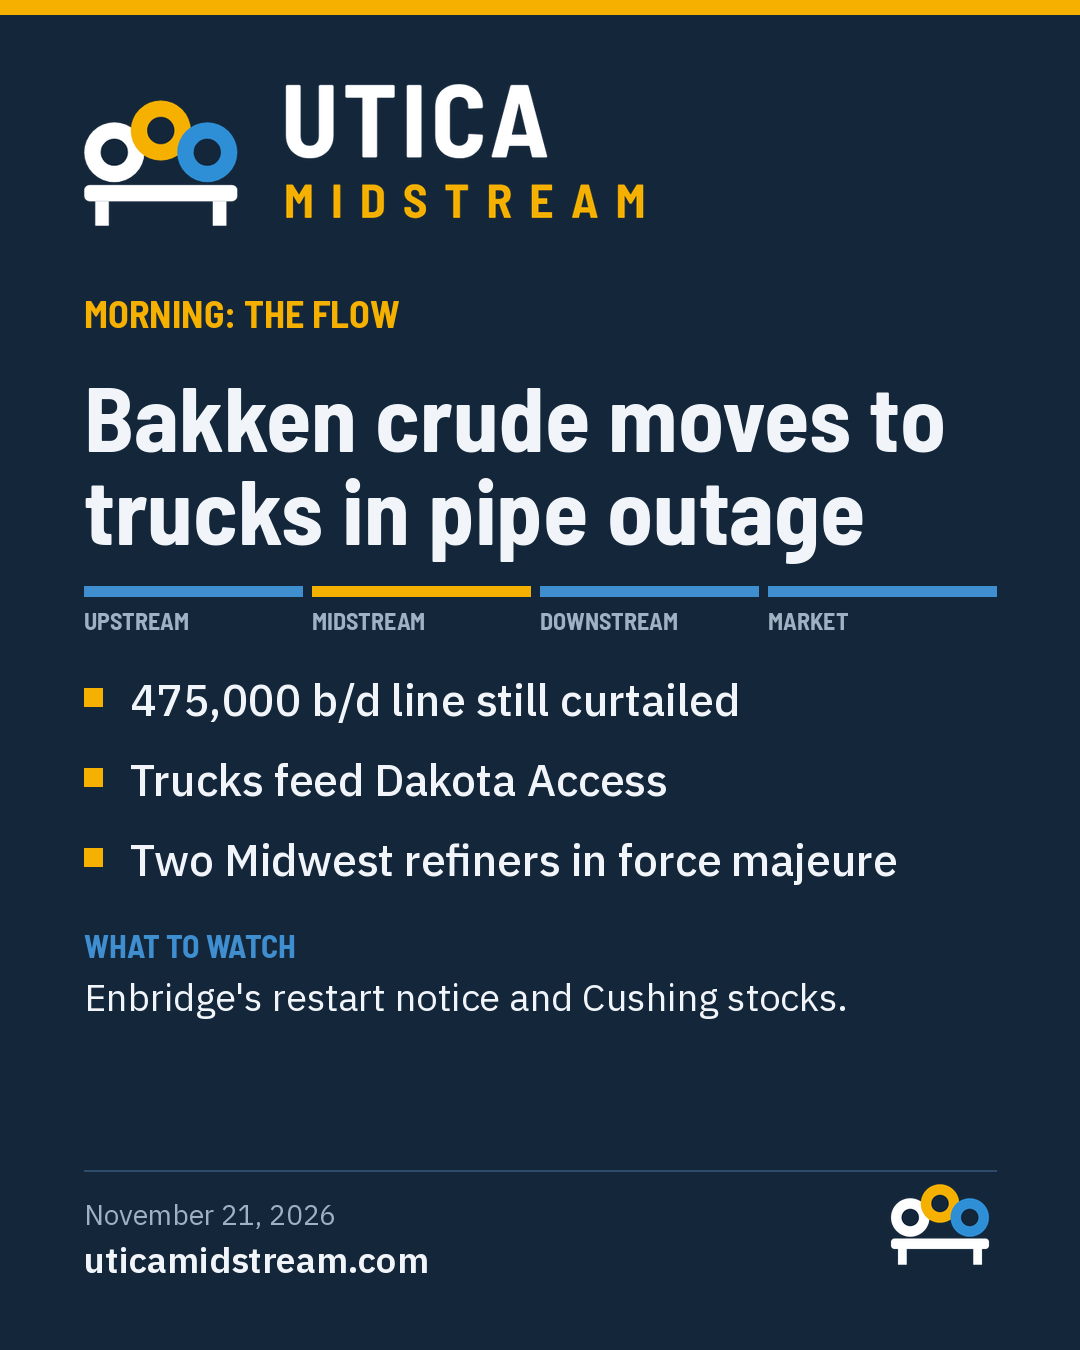 UTICA
MIDSTREAM
MORNING: THE FLOW
Bakken crude moves to
trucks in pipe outage
UPSTREAM MIDSTREAM DOWNSTREAM MARKET
475,000 b/d line still curtailed
Trucks feed Dakota Access
Two Midwest refiners in force majeure
WHAT TO WATCH
Enbridge's restart notice and Cushing stocks.
November 21, 2026
uticamidstream.com